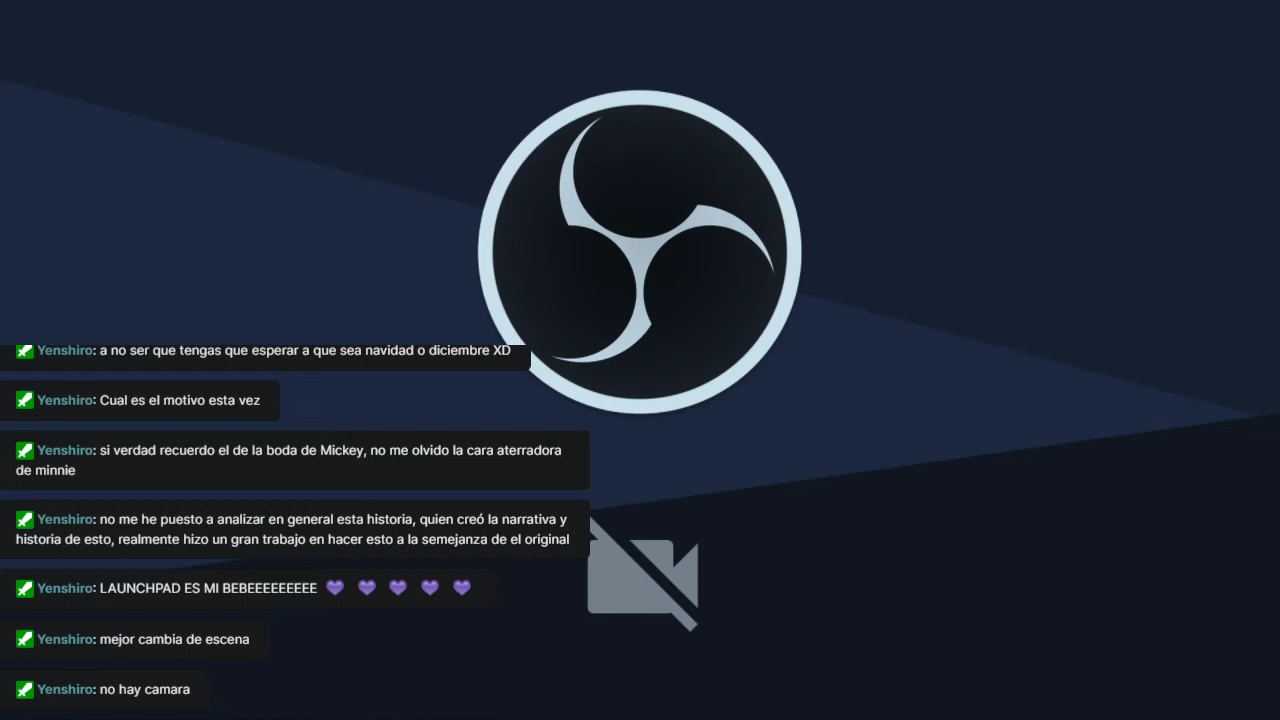 Yenshiro: a no ser que tengas que esperar a que sea navidad o diciembre XD
Yenshiro: Cual es el motivo esta vez
Yenshiro: si verdad recuerdo el de la boda de Mickey, no me olvido la cara aterradora
de minnie
Yenshiro: no me he puesto a analizar en general esta historia, quien creó la narrativa y
historia de esto, realmente hizo un gran trabajo en hacer esto a la semejanza de el original
Yenshiro: LAUNCHPAD ES MI BEBEEEEEEEEE 💜 💜 💜 💜 💜
Yenshiro: mejor cambia de escena
Yenshiro: no hay camara